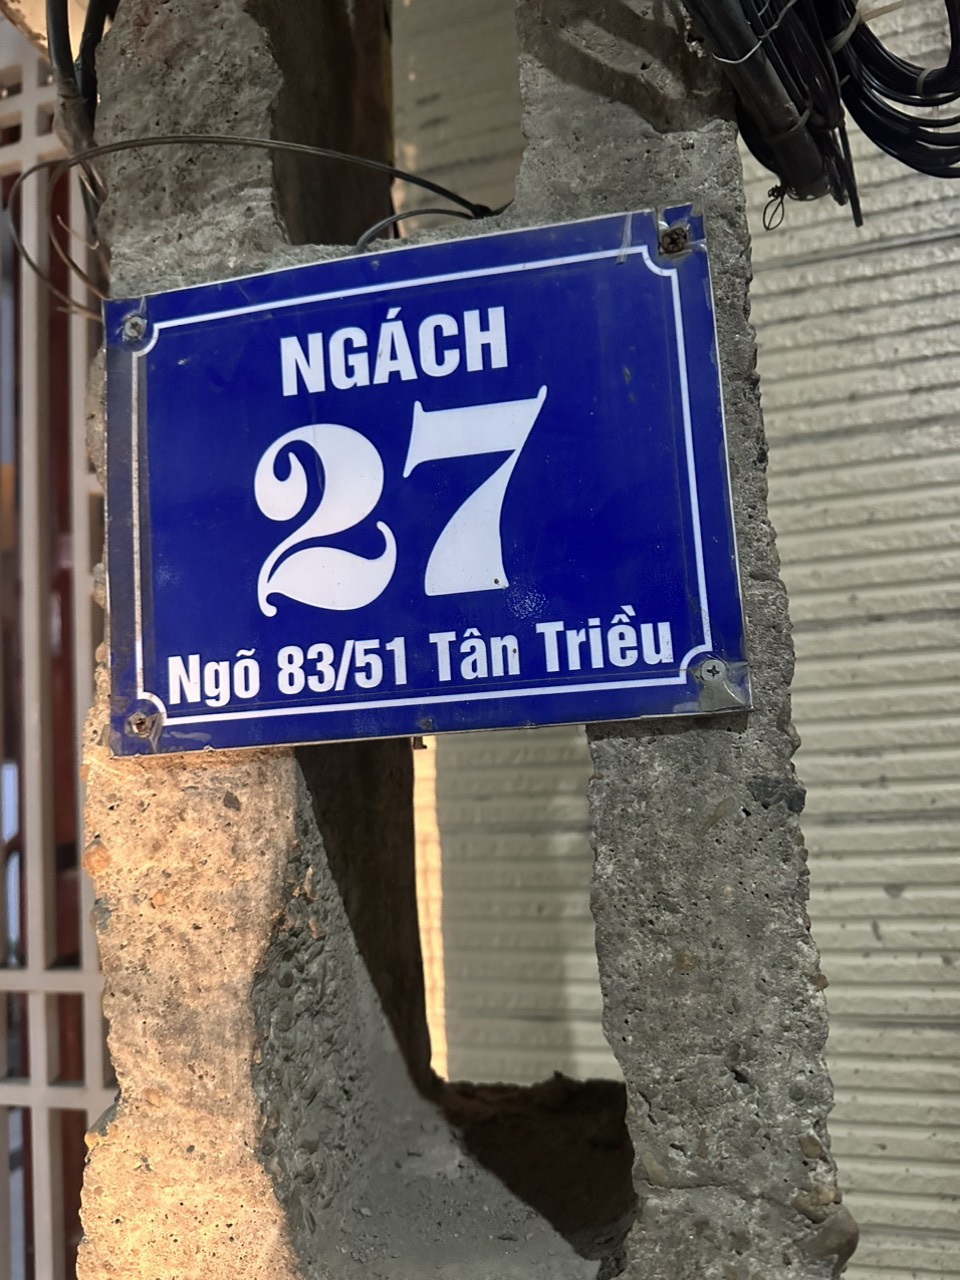 NGÁCH
27
Ngõ 83/51 Tân Triều